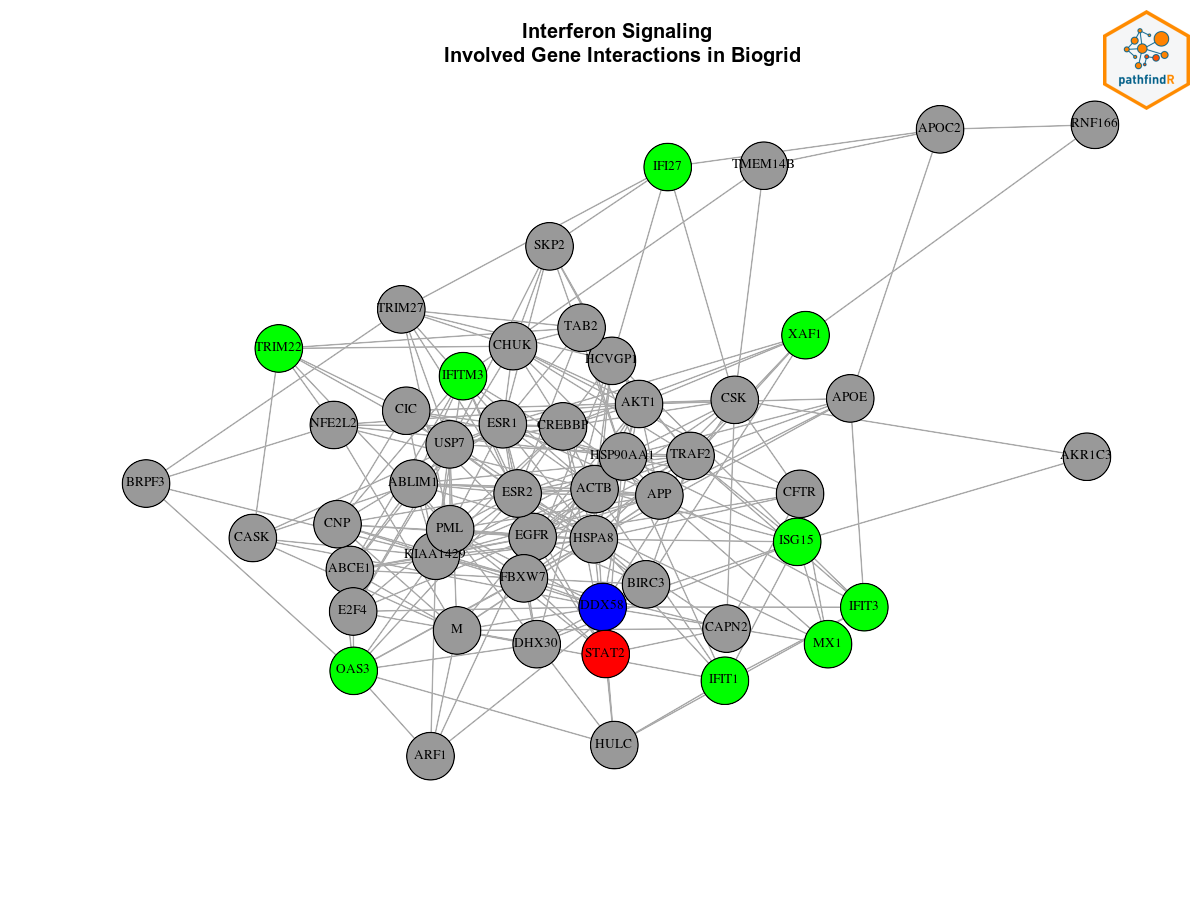 Interferon Signaling
Involved Gene Interactions in Biogrid
pathfindR
APOC2
RNF166
IFI27
TMEM14B
SKP2
TRIM27
TAB2
XAF1
TRIM22
CHUK
HCVGP1
IFITM3
CSK
APOE
AKT1
CIC
NFE2L2
ESR1
CREBBP
USP7
HSP90AA1
TRAF2
AKR1C3
BRPF3
ABLIM1
ESR2
ACTB
APP
CFTR
CNP
PML
CASK
EGFR
HSPA8
ISG15
KIAA1429
ABCE1
FBXW7
BIRC3
E2F4
DDX58
IFIT3
M
DHX30
CAPN2
MX1
STAT2
OAS3
IFIT1
HULC
ARF1